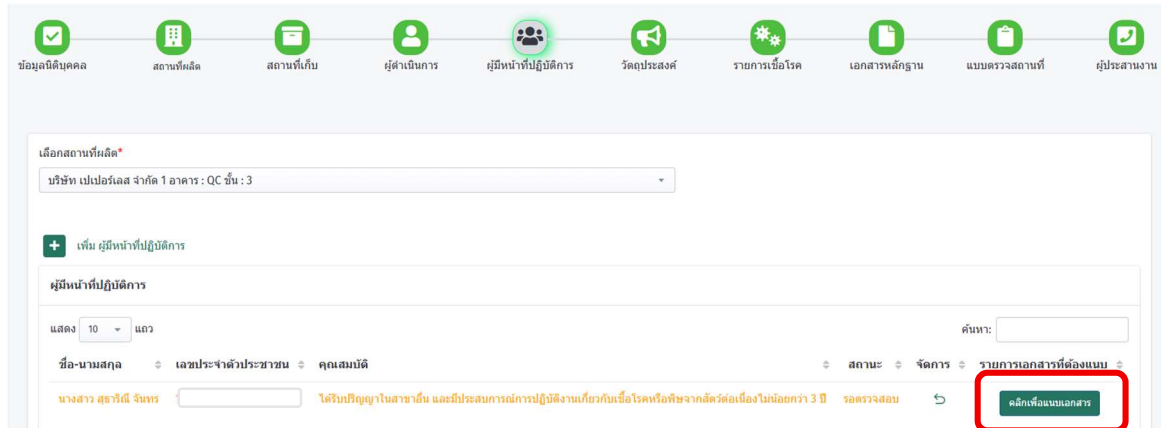 ข้อมูลนิติบุคคล สถานที่ผลิต สถานที่เก็บ ผู้ดำเนินการ ผู้มีหน้าที่ปฏิบัติการ วัตถุประสงค์ รายการเชื้อโรค เอกสารหลักฐาน แบบตรวจสถานที่ ผู้ประสานงาน
เลือกสถานที่ผลิต*
บริษัท เปเปอร์เลส จำกัด 1 อาคาร : QC ชั้น : 3
เพิ่ม ผู้มีหน้าที่ปฏิบัติการ
ผู้มีหน้าที่ปฏิบัติการ
แสดง 10 แถว ค้นหา:
ชื่อ-นามสกุล เลขประจำตัวประชาชน คุณสมบัติ สถานะ จัดการ รายการเอกสารที่ต้องแนบ
นางสาว สุธาริณี จันทร ได้รับปริญญาในสาขาอื่น และมีประสบการณ์การปฏิบัติงานเกี่ยวกับเชื้อโรคหรือพิษจากสัตว์ต่อเนื่องไม่น้อยกว่า 3 ปี รอตรวจสอบ คลิกเพื่อแนบเอกสาร